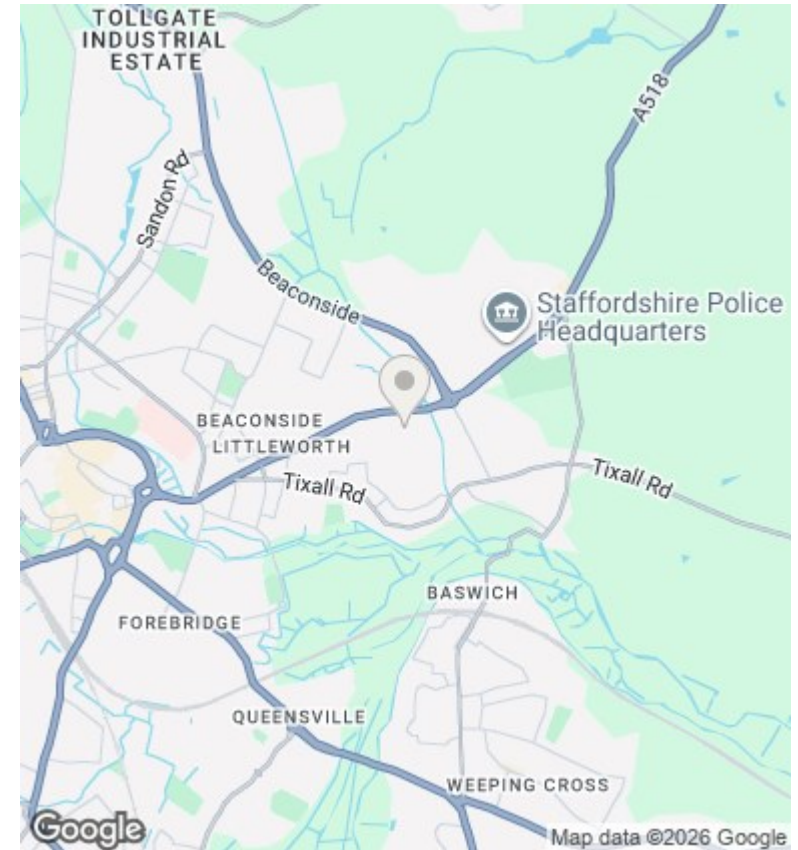 TOLLGATE
INDUSTRIAL
ESTATE
A518
Sandon Rd
Beaconside
Staffordshire Police
Headquarters
BEACONSIDE
LITTLEWORTH
Tixall Rd
Tixall Rd
BASWICH
FOREBRIDGE
QUEENSVILLE
WEEPING CROSS
Google
Map data ©2026 Google